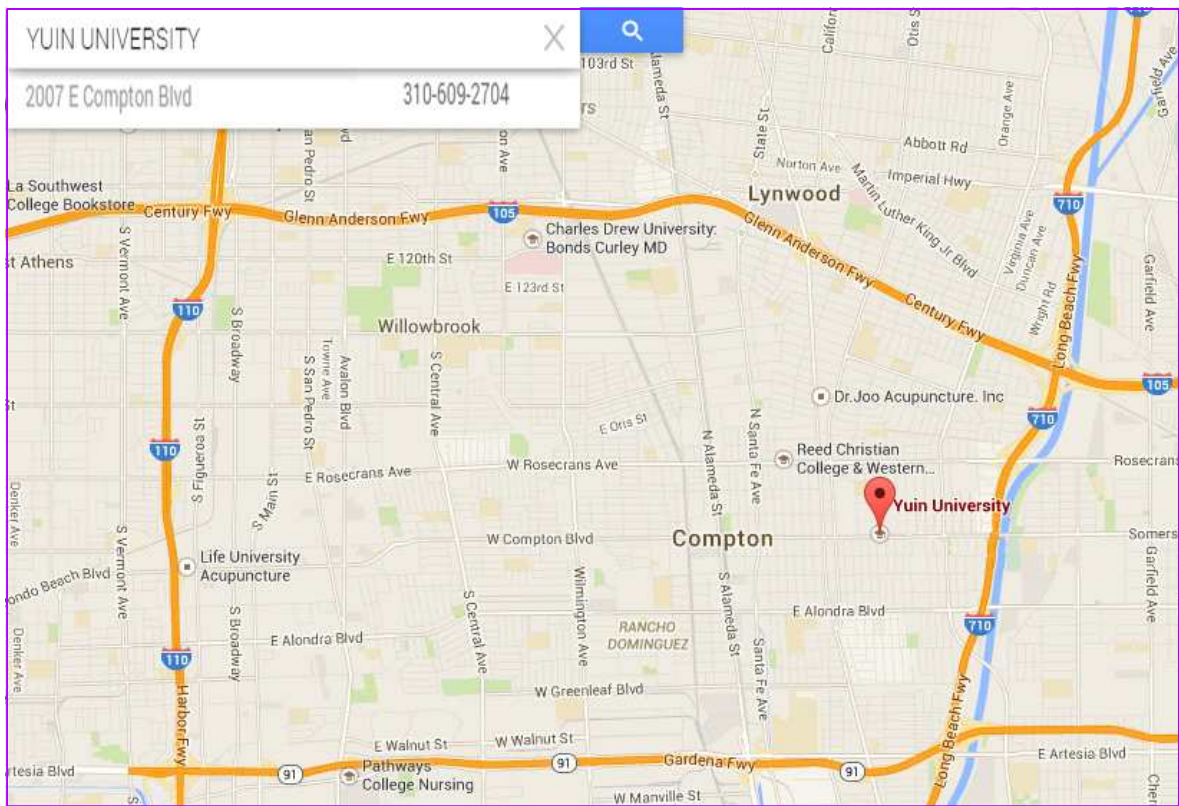 YUIN UNIVERSITY
X
2007 E Compton Blvd
310-609-2704
103rd St
Alameda St
State St
Otis S
Orange Ave
Garfield Ave
Abbott Rd
Norton Ave
Imperial Hwy
Martin Luther King Jr Blvd
Lynwood
La Southwest
College Bookstore
Century Fwy
Glenn Anderson Fwy
105
710
San Pedro St
Charles Drew University:
Bonds Curley MD
Glenn Anderson Fwy
Virginia Ave
Duncan Ave
Wright Rd
Long Beach Fwy
Garfield Ave
S Vermont Ave
st Athens
E 120th St
E 123rd St
110
Century Fwy
S Broadway
Willowbrook
Towne Ave
S San Pedro St
Avalon Blvd
S Central Ave
105
Dr.Joo Acupuncture. Inc
710
E Oris St
N Alameda St
N Santa Fe Ave
110
S Figueroa St
S Main St
E Rosecrans Ave
W Rosecrans Ave
Reed Christian
College & Western...
Rosecrans
Denker Ave
Yuin University
S Vermont Ave
W Compton Blvd
Compton
Somers
Life University
Acupuncture
ondo Beach Blvd
Wilmington Ave
S Alameda St
Garfield Ave
S Central Ave
E Alondra Blvd
S Broadway
E Alondra Blvd
RANCHO
DOMINGUEZ
710
Denker Ave
110
Santa Fe Ave
Harbor Fwy
W Greenleaf Blvd
Long Beach Fwy
E Walnut St
W Walnut St
rtesia Blvd
91
Pathways
College Nursing
91
Gardena Fwy
91
E Artesia Blvd
W Manville St
Che